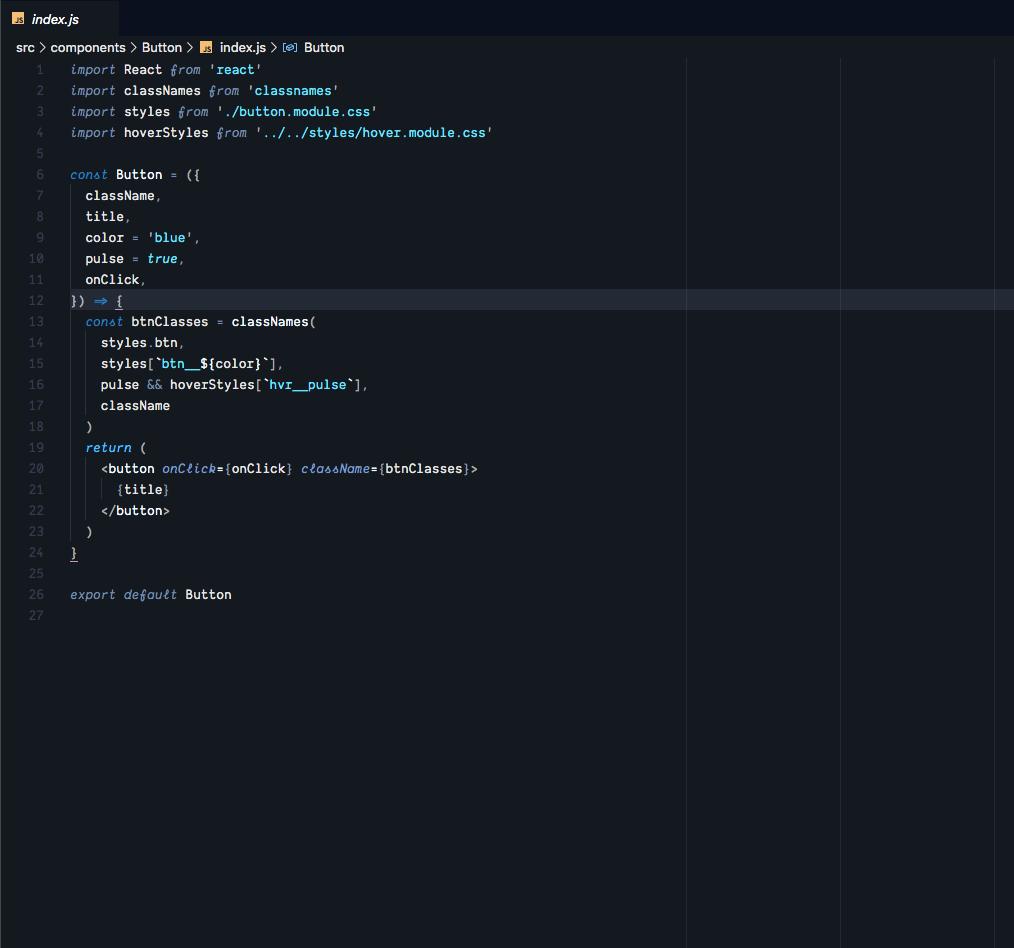 JS index.js
src > components > Button > JS index.js > Button
1 import React from 'react'
2 import classNames from 'classnames'
3 import styles from './button.module.css'
4 import hoverStyles from '../../styles/hover.module.css'
5
6 const Button = ({
7   className,
8   title,
9   color = 'blue',
10   pulse = true,
11   onClick,
12 }) => {
13   const btnClasses = classNames(
14     styles.btn,
15     styles[`btn__${color}`],
16     pulse && hoverStyles[`hvr__pulse`],
17     className
18   )
19   return (
20     <button onClick={onClick} className={btnClasses}>
21       {title}
22     </button>
23   )
24 }
25
26 export default Button
27